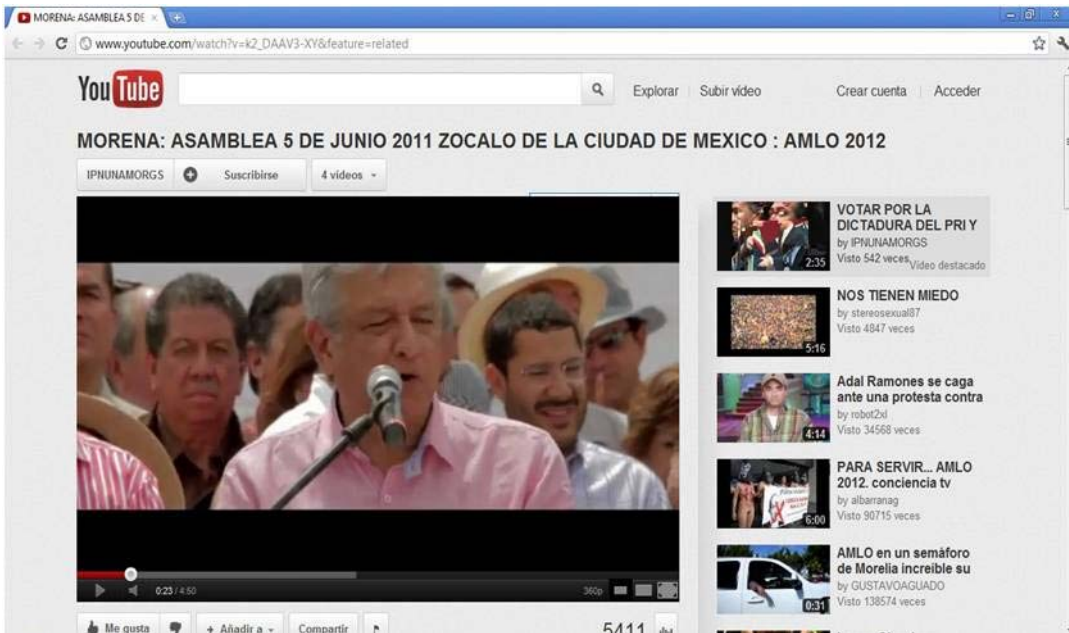 MORENA: ASAMBLEA 5 DE
www.youtube.com/watch?v=k2_DAAV3-XY&feature=related
YouTube
Explorar
Subir vídeo
Crear cuenta
Acceder
MORENA: ASAMBLEA 5 DE JUNIO 2011 ZOCALO DE LA CIUDAD DE MEXICO : AMLO 2012
IPNUNAMORGS
Suscribirse
4 vídeos
0:23 / 4:50
360p
Me gusta
+ Añadir a
Compartir
5411
2:35
VOTAR POR LA
DICTADURA DEL PRI Y
by IPNUNAMORGS
Visto 542 veces
Vídeo destacado
5:16
NOS TIENEN MIEDO
by stereosexual87
Visto 4847 veces
4:14
Adal Ramones se caga
ante una protesta contra
by robot2xl
Visto 34568 veces
6:00
PARA SERVIR... AMLO
2012. conciencia tv
by albarranag
Visto 90715 veces
0:31
AMLO en un semáforo
de Morelia increible su
by GUSTAVOAGUADO
Visto 138574 veces